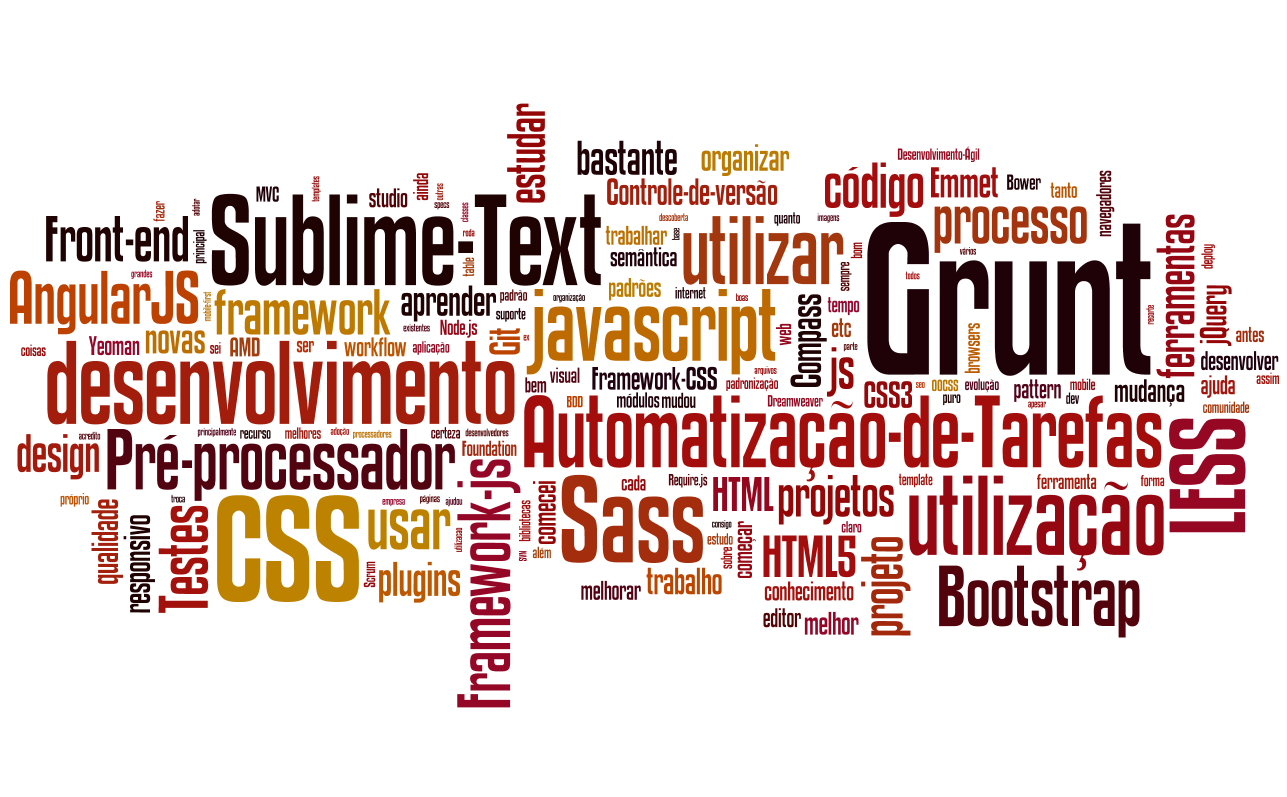 estudar
bastante
organizar
Desenvolvimento-Ágil
MVC
templates
studio
ainda
outras
specs
Controle-de-versão
código
Emmet
Bower
tanto
navegadores
fazer
adotar
Front-end
principal
Sublime-Text
classes
roda
table
descoberta
quanto
imagens
trabalhar
base
semântica
utilizar
bom
sempre
processo
vários
todos
Grunt
ferramentas
deploy
grandes
AngularJS
mobile-first
framework
aprender
padrão
organização
padrões
internet
boas
suporte
existentes
Node.js
Git
ex
javascript
web
Compass
tempo
etc
parte
browsers
recorte
jQuery
antes
coisas
Yeoman
novas
sei
AMD
ser
workflow
aplicação
desenvolvimento
bem
visual
Framework-CSS
arquivos
padronização
js
CSS3
seo
oocss
evolução
pattern
mobile
mudança
desenvolver
ajuda
assim
BDD
módulos
mudou
Dreamweaver
puro
apesar
dev
comunidade
Automatização-de-Tarefas
LESS
design
acredito
principalmente
recurso
melhores
adoção
processadores
certeza
desenvolvedores
Foundation
Pré-processador
próprio
troca
empresa
páginas
ajudou
qualidade
responsivo
Testes
CSS
usar
utilizacao
Scrum
plugins
framework-js
bibliotecas
SVN
comecei
além
Sass
cada
Require.js
HTML
projetos
template
ferramenta
forma
utilização
consigo
estudo
sobre
começar
claro
HTML5
conhecimento
projeto
Bootstrap
melhorar
trabalho
editor
melhor